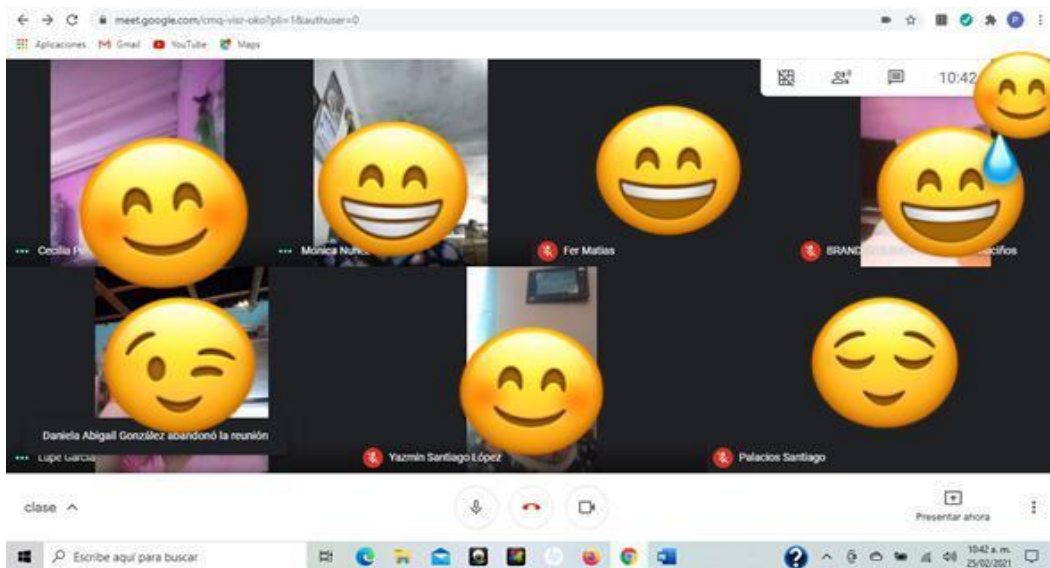 meet.google.com/cmq-visr-oko?pli=1&authuser=0
Aplicaciones Gmail YouTube Maps
10:42
Cecilia
Monica
Fer Matias
BRAND
Daniela Abigail González abandonó la reunión
Lupe García
Yazmin Santiago López
Palacios Santiago
clase
Presentar ahora
Escribe aquí para buscar
10:42 a. m.
25/02/2021